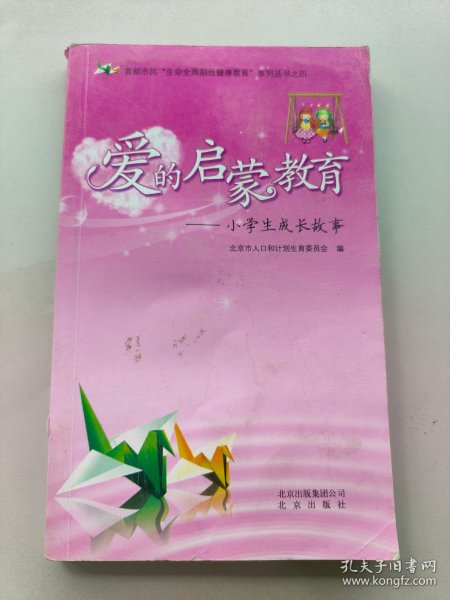 首都市民“生命全周期性健康教育”系列丛书之四
爱的启蒙教育
——小学生成长故事
北京市人口和计划生育委员会 编
北京出版集团公司
北京出版社
孔夫子旧书网
www.kongfz.com